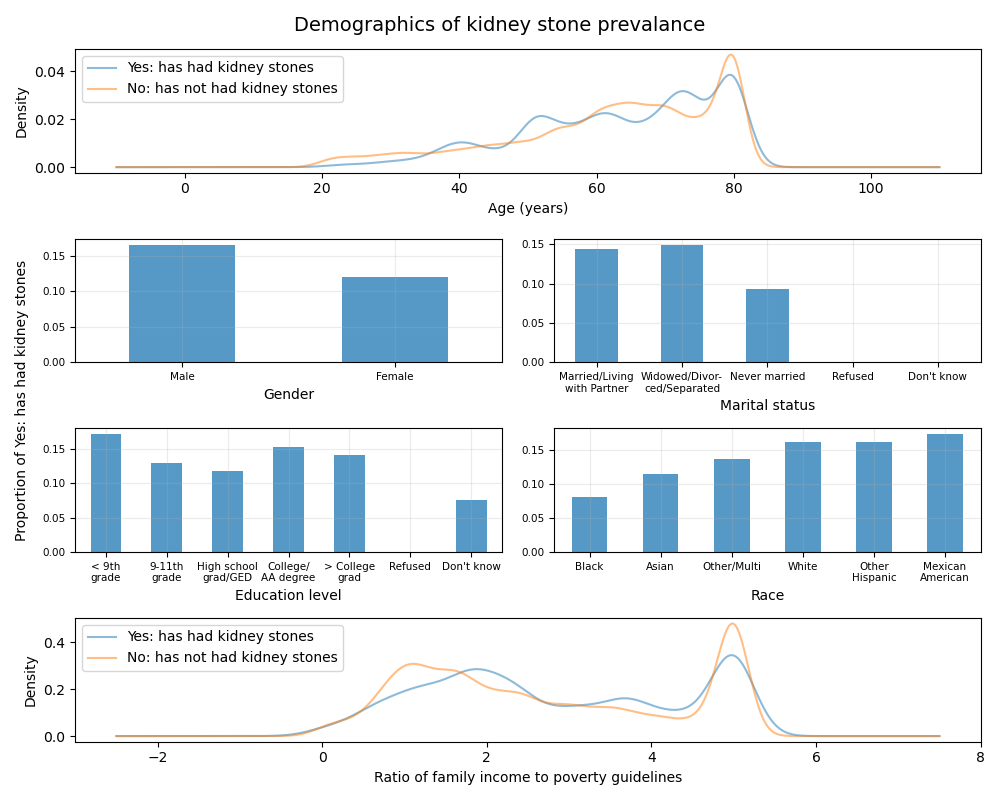 Demographics of kidney stone prevalance
Yes: has had kidney stones
No: has not had kidney stones
Density
0.04
0.02
0.00
0 20 40 60 80 100
Age (years)
Proportion of Yes: has had kidney stones
0.15
0.10
0.05
0.00
Male Female
Gender
0.15
0.10
0.05
0.00
Married/Living
with Partner
Widowed/Divor-
ced/Separated
Never married
Refused
Don't know
Marital status
0.15
0.10
0.05
0.00
< 9th
grade
9-11th
grade
High school
grad/GED
College/
AA degree
> College
grad
Refused
Don't know
Education level
0.15
0.10
0.05
0.00
Black
Asian
Other/Multi
White
Other
Hispanic
Mexican
American
Race
Yes: has had kidney stones
No: has not had kidney stones
Density
0.4
0.2
0.0
−2 0 2 4 6 8
Ratio of family income to poverty guidelines